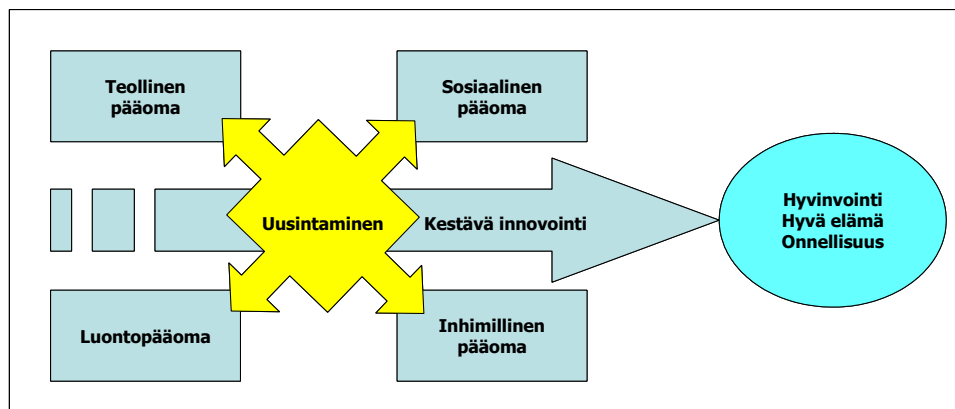 Teollinen
pääoma
Sosiaalinen
pääoma
Uusintaminen
Kestävä innovointi
Hyvinvointi
Hyvä elämä
Onnellisuus
Luontopääoma
Inhimillinen
pääoma